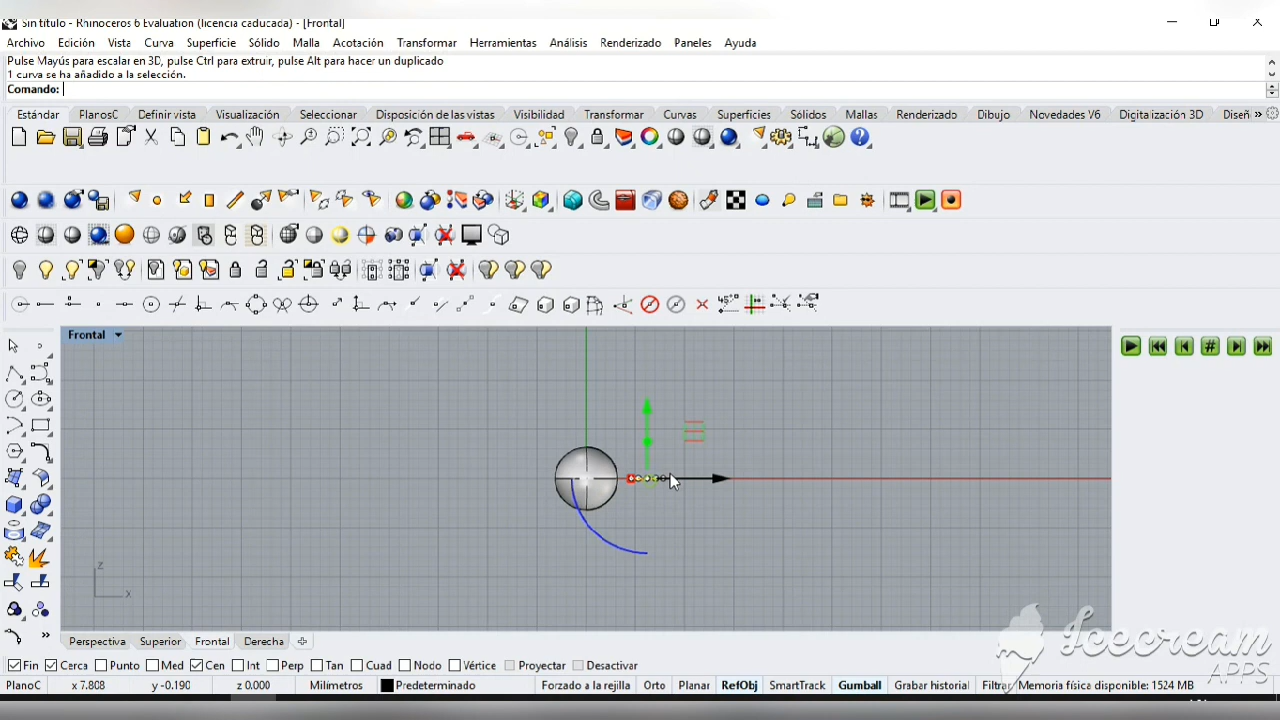 Sin título - Rhinoceros 6 Evaluation (licencia caducada) - [Frontal]
Archivo Edición Vista Curva Superficie Sólido Malla Acotación Transformar Herramientas Análisis Renderizado Paneles Ayuda
Pulse Mayús para escalar en 3D, pulse Ctrl para extruir, pulse Alt para hacer un duplicado
1 curva se ha añadido a la selección.
Comando:
Estándar PlanosC Definir vista Visualización Seleccionar Disposición de las vistas Visibilidad Transformar Curvas Superficies Sólidos Mallas Renderizado Dibujo Novedades V6 Digitalización 3D Diseñ »
45°
Frontal
z
x
Perspectiva Superior Frontal Derecha
Fin Cerca Punto Med Cen Int Perp Tan Cuad Nodo Vértice Proyectar Desactivar
Icecream
APPS
PlanoC x 7.808 y -0.190 z 0.000 Milímetros Predeterminado Forzado a la rejilla Orto Planar RefObj SmartTrack Gumball Grabar historial Filtrar Memoria física disponible: 1524 MB